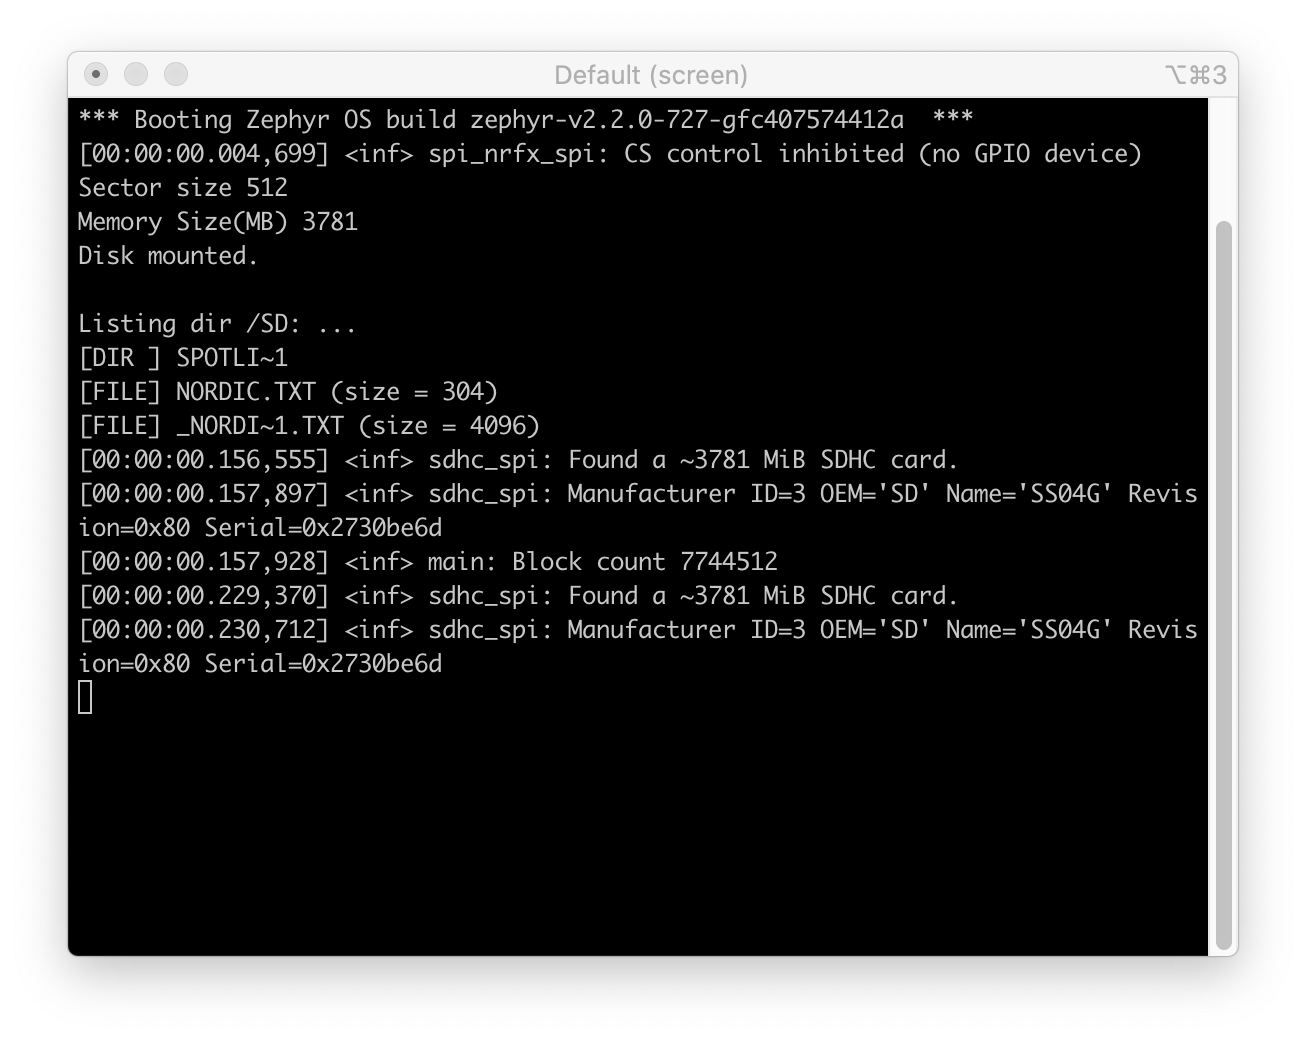 Default (screen)
⌥⌘3
*** Booting Zephyr OS build zephyr-v2.2.0-727-gfc407574412a  ***
[00:00:00.004,699] <inf> spi_nrfx_spi: CS control inhibited (no GPIO device)
Sector size 512
Memory Size(MB) 3781
Disk mounted.
Listing dir /SD: ...
[DIR ] SPOTLI~1
[FILE] NORDIC.TXT (size = 304)
[FILE] _NORDI~1.TXT (size = 4096)
[00:00:00.156,555] <inf> sdhc_spi: Found a ~3781 MiB SDHC card.
[00:00:00.157,897] <inf> sdhc_spi: Manufacturer ID=3 OEM='SD' Name='SS04G' Revis
ion=0x80 Serial=0x2730be6d
[00:00:00.157,928] <inf> main: Block count 7744512
[00:00:00.229,370] <inf> sdhc_spi: Found a ~3781 MiB SDHC card.
[00:00:00.230,712] <inf> sdhc_spi: Manufacturer ID=3 OEM='SD' Name='SS04G' Revis
ion=0x80 Serial=0x2730be6d